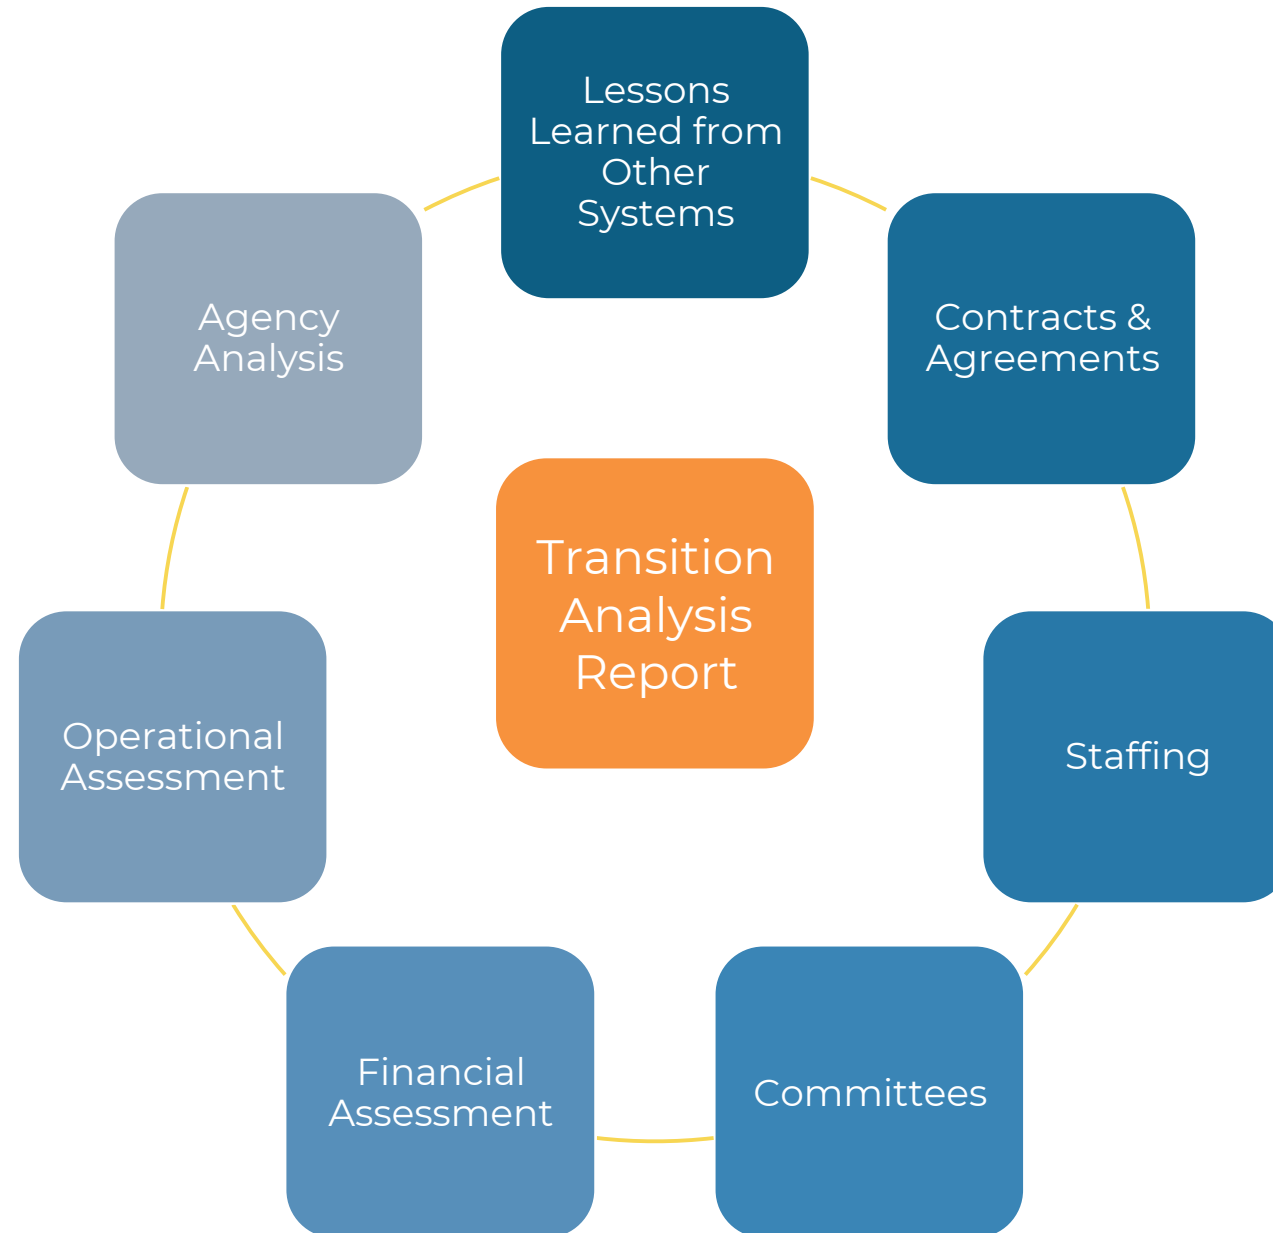 Lessons
Learned from
Other
Systems
Contracts &
Agreements
Staffing
Committees
Financial
Assessment
Operational
Assessment
Agency
Analysis
Transition
Analysis
Report